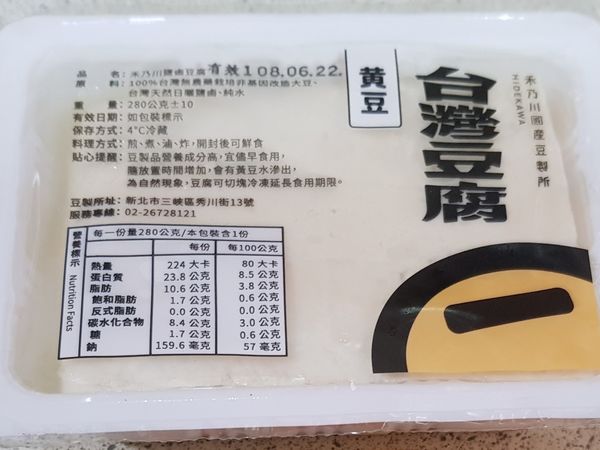 禾乃川國產豆製所
HIDEKAWA
台灣豆腐
黃豆
品　名：禾乃川鹽鹵豆腐 有效108.06.22.
原　料：100%台灣無農藥栽培非基因改造大豆、
台灣天然日曬鹽鹵、純水
重　量：280公克±10
有效日期：如包裝標示
保存方式：4°C冷藏
料理方式：煎、煮、滷、炸，開封後可鮮食
貼心提醒：豆製品營養成分高，宜儘早食用，
隨放置時間增加，會有黃豆水滲出，
為自然現象，豆腐可切塊冷凍延長食用期限。
豆製所址：新北市三峽區秀川街13號
服務專線：02-26728121
營養標示 Nutrition Facts
每一份量280公克/本包裝含1份
每份 每100公克
熱量 224 大卡 80 大卡
蛋白質 23.8 公克 8.5 公克
脂肪 10.6 公克 3.8 公克
飽和脂肪 1.7 公克 0.6 公克
反式脂肪 0.0 公克 0.0 公克
碳水化合物 8.4 公克 3.0 公克
糖 1.7 公克 0.6 公克
鈉 159.6 毫克 57 毫克